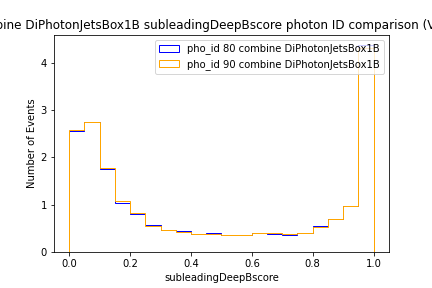 bine DiPhotonJetsBox1B subleadingDeepBscore photon ID comparison (V
pho_id 80 combine DiPhotonJetsBox1B
pho_id 90 combine DiPhotonJetsBox1B
Number of Events
4
3
2
1
0
0.0 0.2 0.4 0.6 0.8 1.0
subleadingDeepBscore